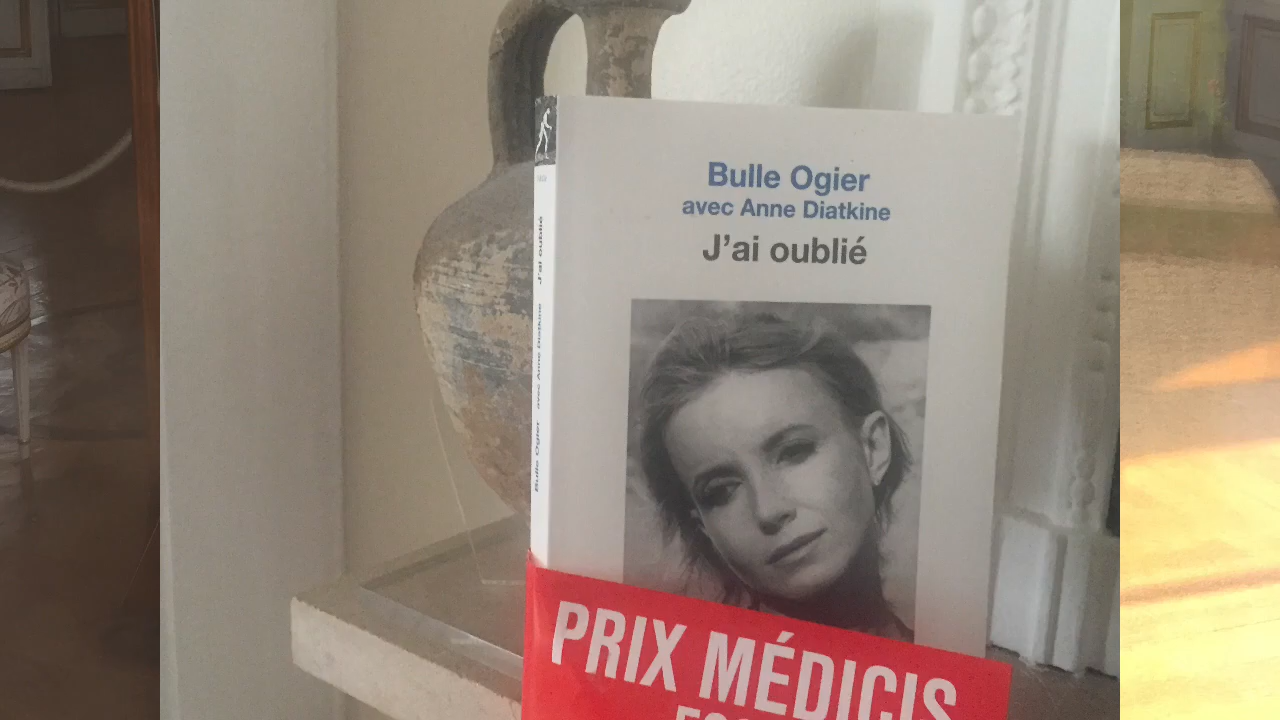 Bulle Ogier
avec Anne Diatkine
J'ai oublié
Bulle Ogier avec Anne Diatkine J'ai oublié
PRIX MÉDICIS